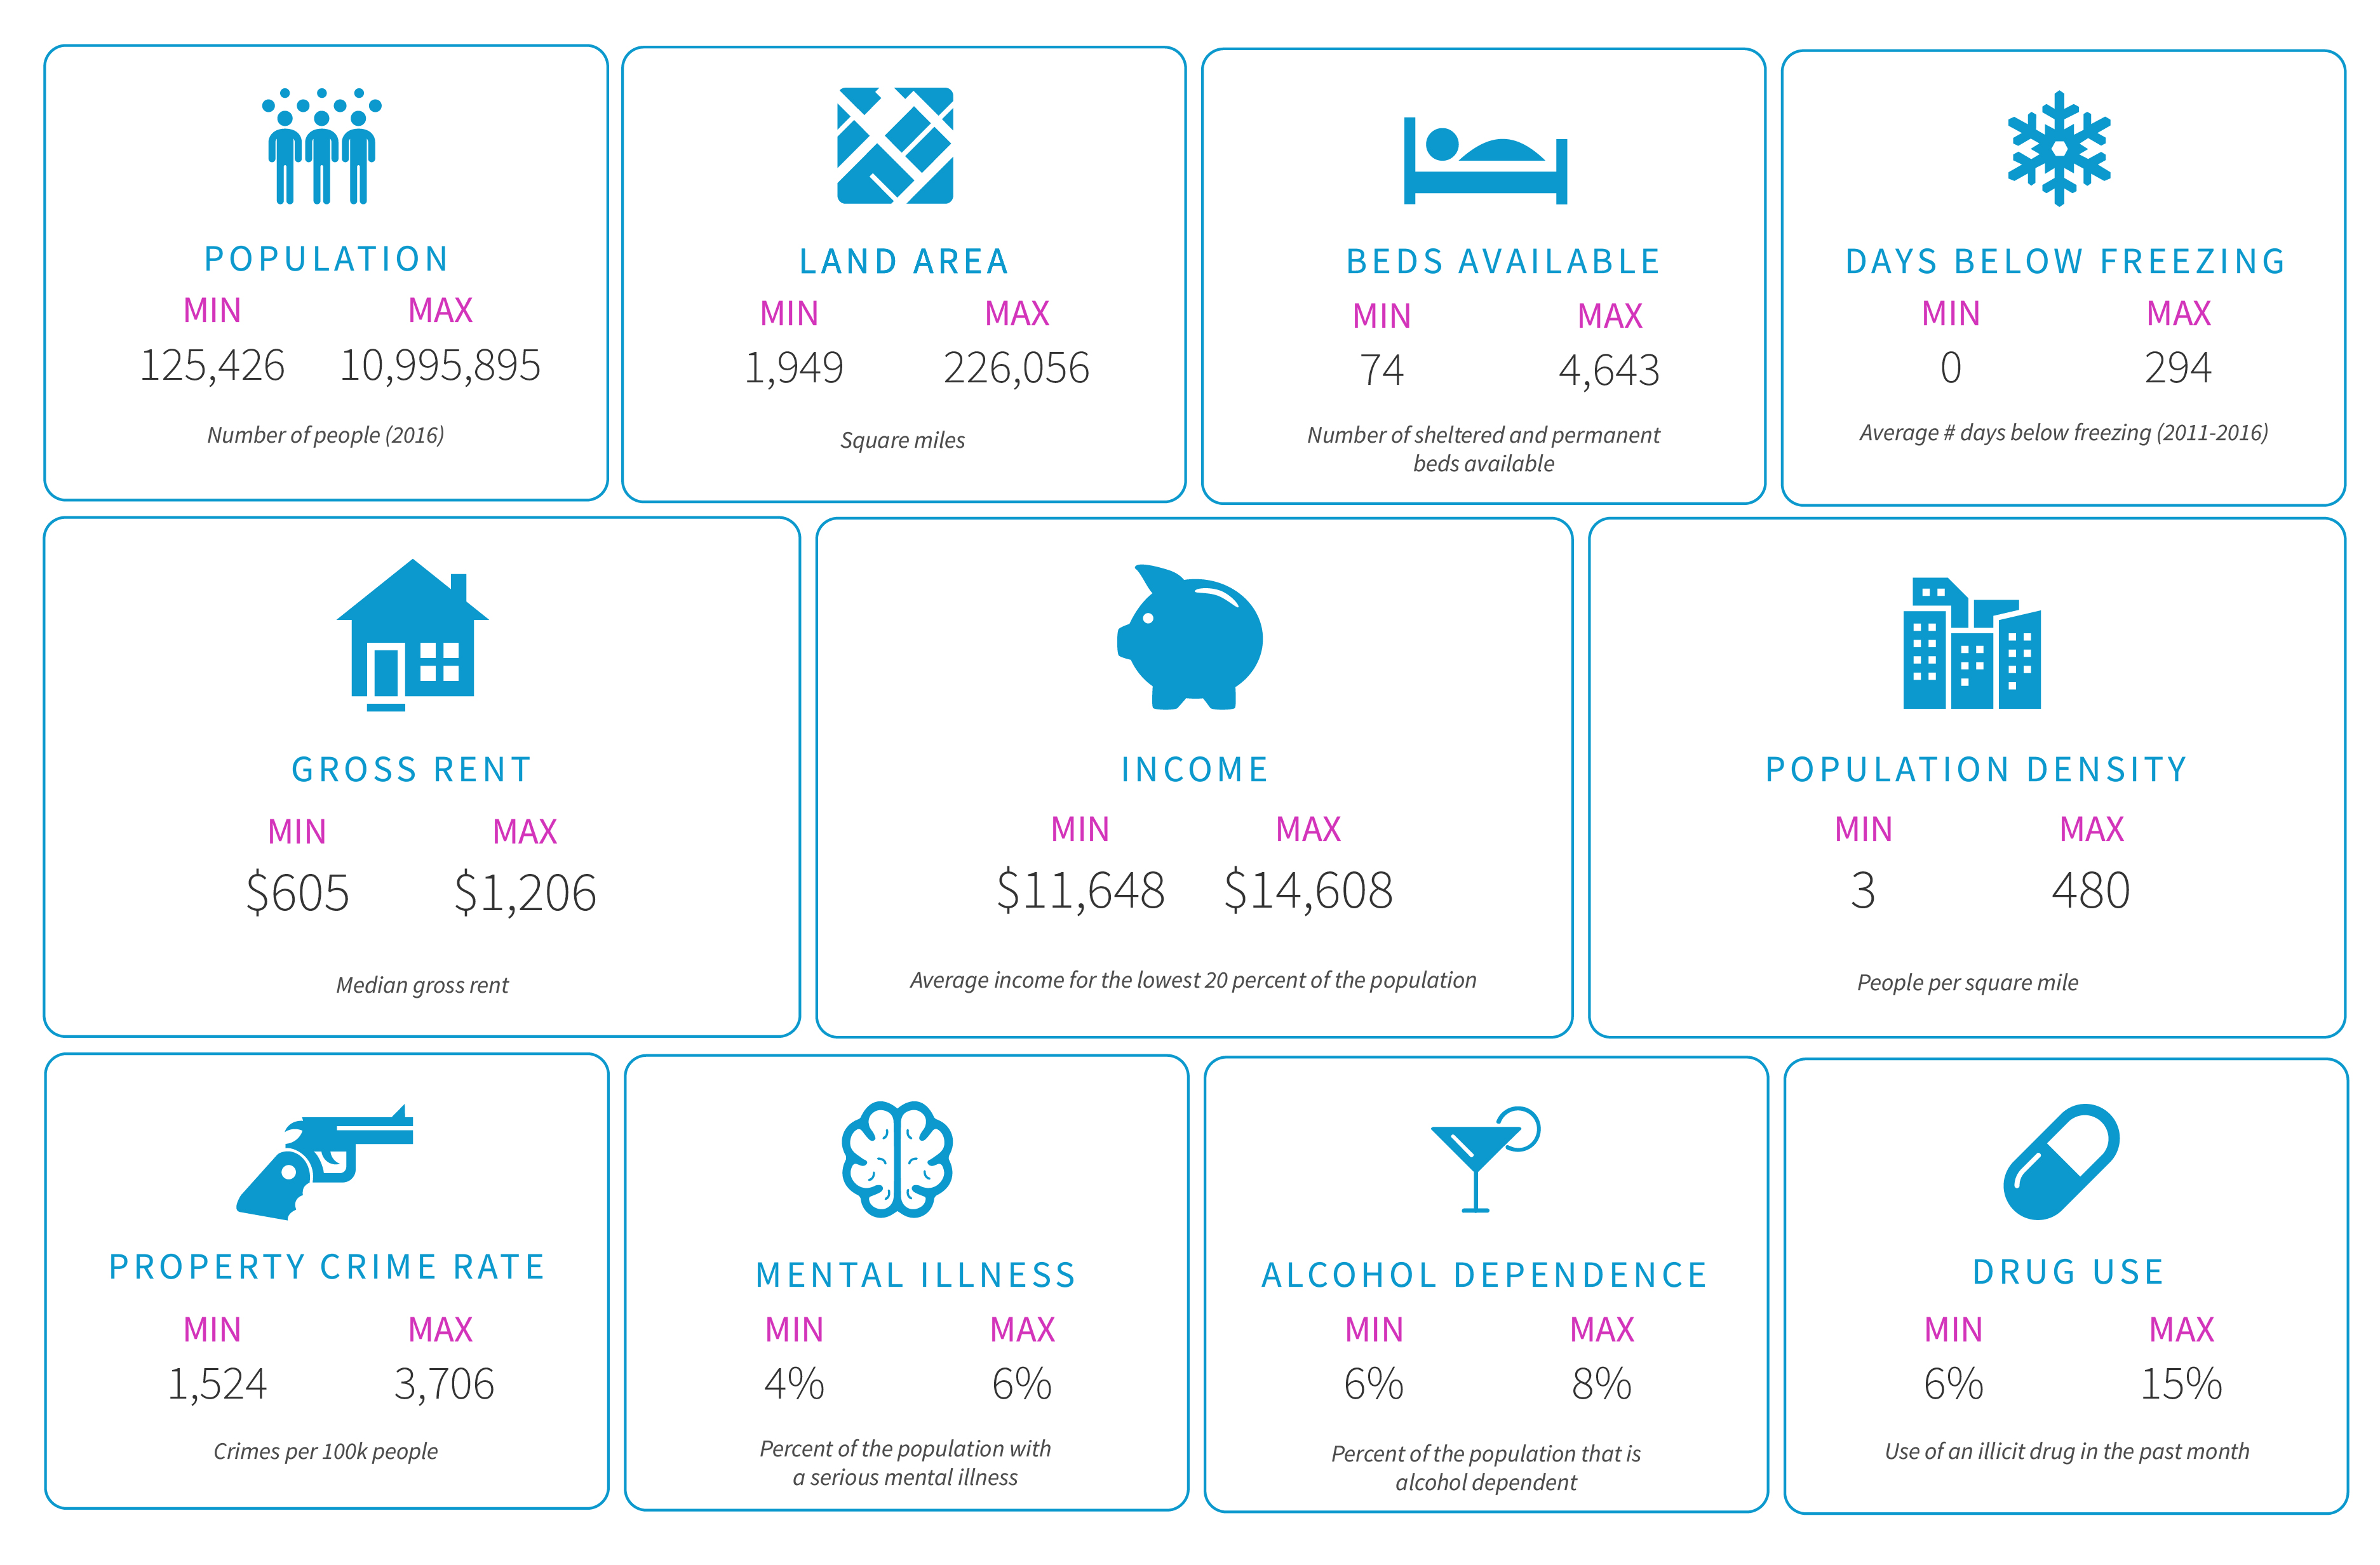 POPULATION
MIN MAX
125,426 10,995,895
Number of people (2016)
LAND AREA
MIN MAX
1,949 226,056
Square miles
BEDS AVAILABLE
MIN MAX
74 4,643
Number of sheltered and permanent
beds available
DAYS BELOW FREEZING
MIN MAX
0 294
Average # days below freezing (2011-2016)
GROSS RENT
MIN MAX
$605 $1,206
Median gross rent
INCOME
MIN MAX
$11,648 $14,608
Average income for the lowest 20 percent of the population
POPULATION DENSITY
MIN MAX
3 480
People per square mile
PROPERTY CRIME RATE
MIN MAX
1,524 3,706
Crimes per 100k people
MENTAL ILLNESS
MIN MAX
4% 6%
Percent of the population with
a serious mental illness
ALCOHOL DEPENDENCE
MIN MAX
6% 8%
Percent of the population that is
alcohol dependent
DRUG USE
MIN MAX
6% 15%
Use of an illicit drug in the past month